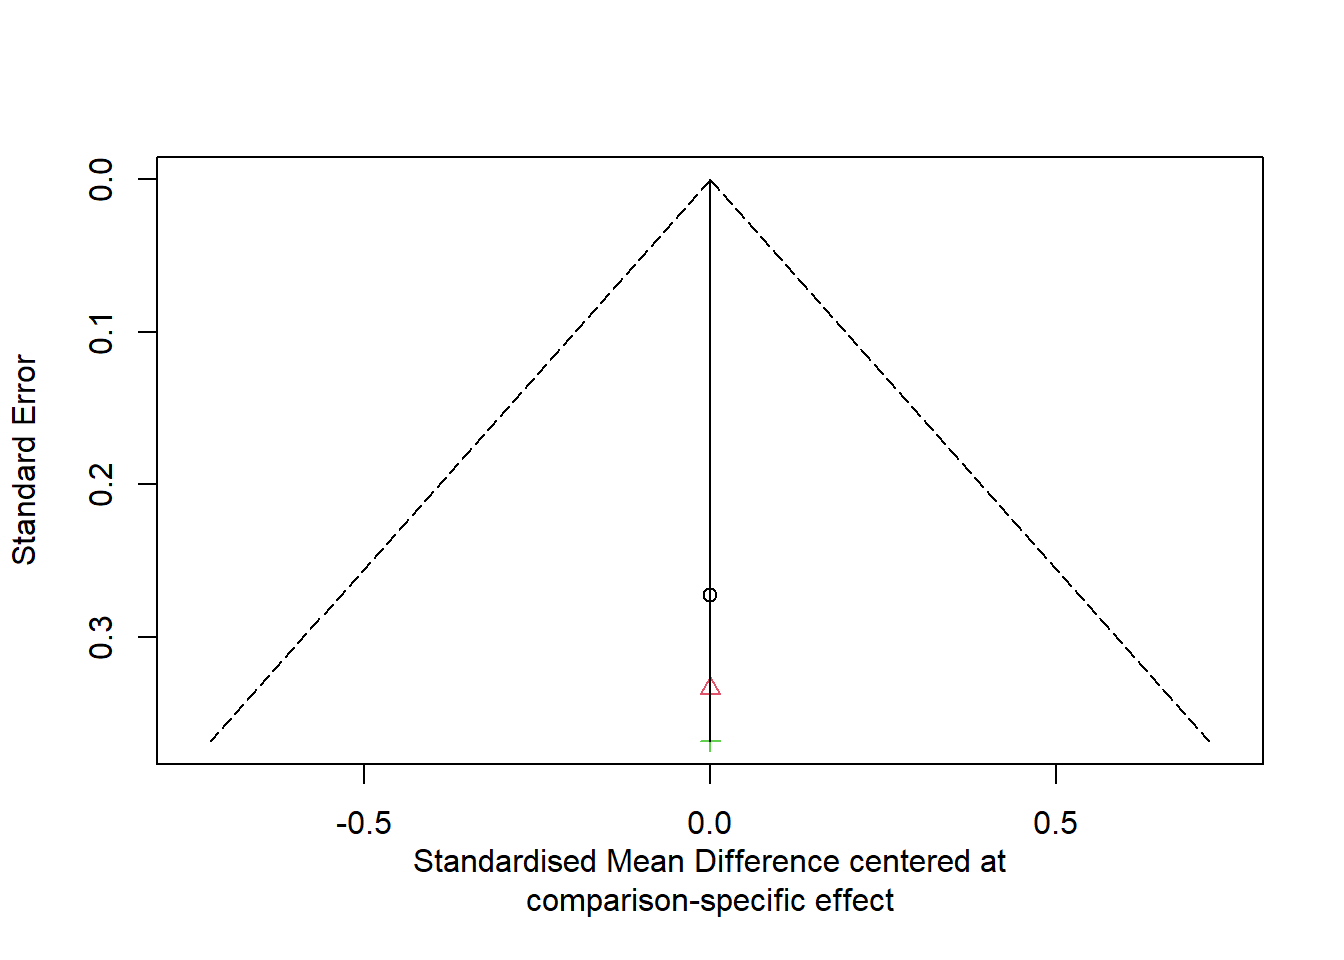 0.0
0.1
0.2
0.3
Standard Error
-0.5
0.0
0.5
Standardised Mean Difference centered at
comparison-specific effect